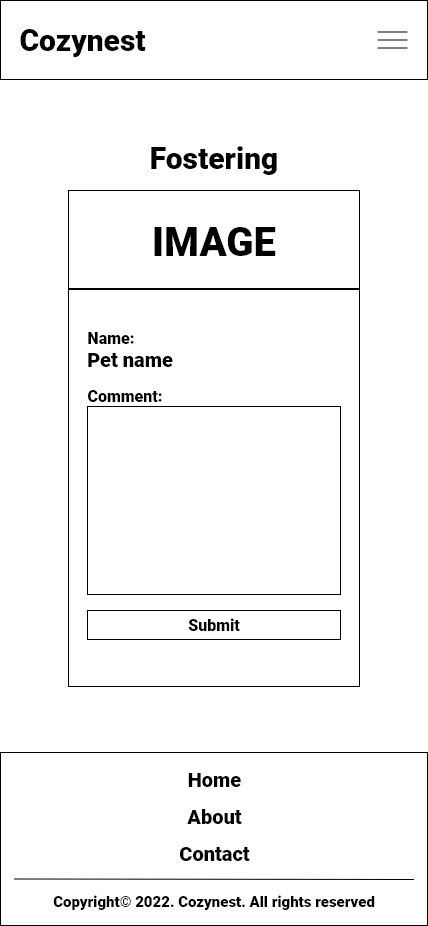 Cozynest
Fostering
IMAGE
Name:
Pet name
Comment:
Submit
Home
About
Contact
Copyright© 2022. Cozynest. All rights reserved